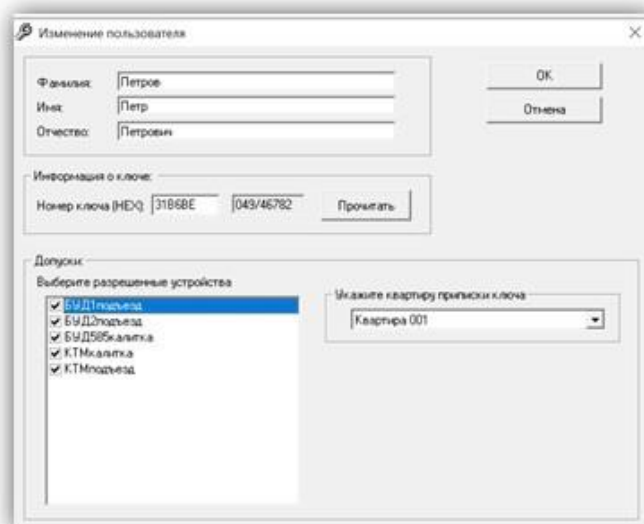 Изменение пользователя
Фамилия: Петров
Имя: Петр
Отчество: Петрович
OK
Отмена
Информация о ключе:
Номер ключа (HEX): 31B6BE 049/46782 Прочитать
Допуски:
Выберите разрешенные устройства
БУД1подъезд
БУД2подъезд
БУД585калитка
КТМкалитка
КТМподъезд
Укажите квартиру приписки ключа
Квартира 001